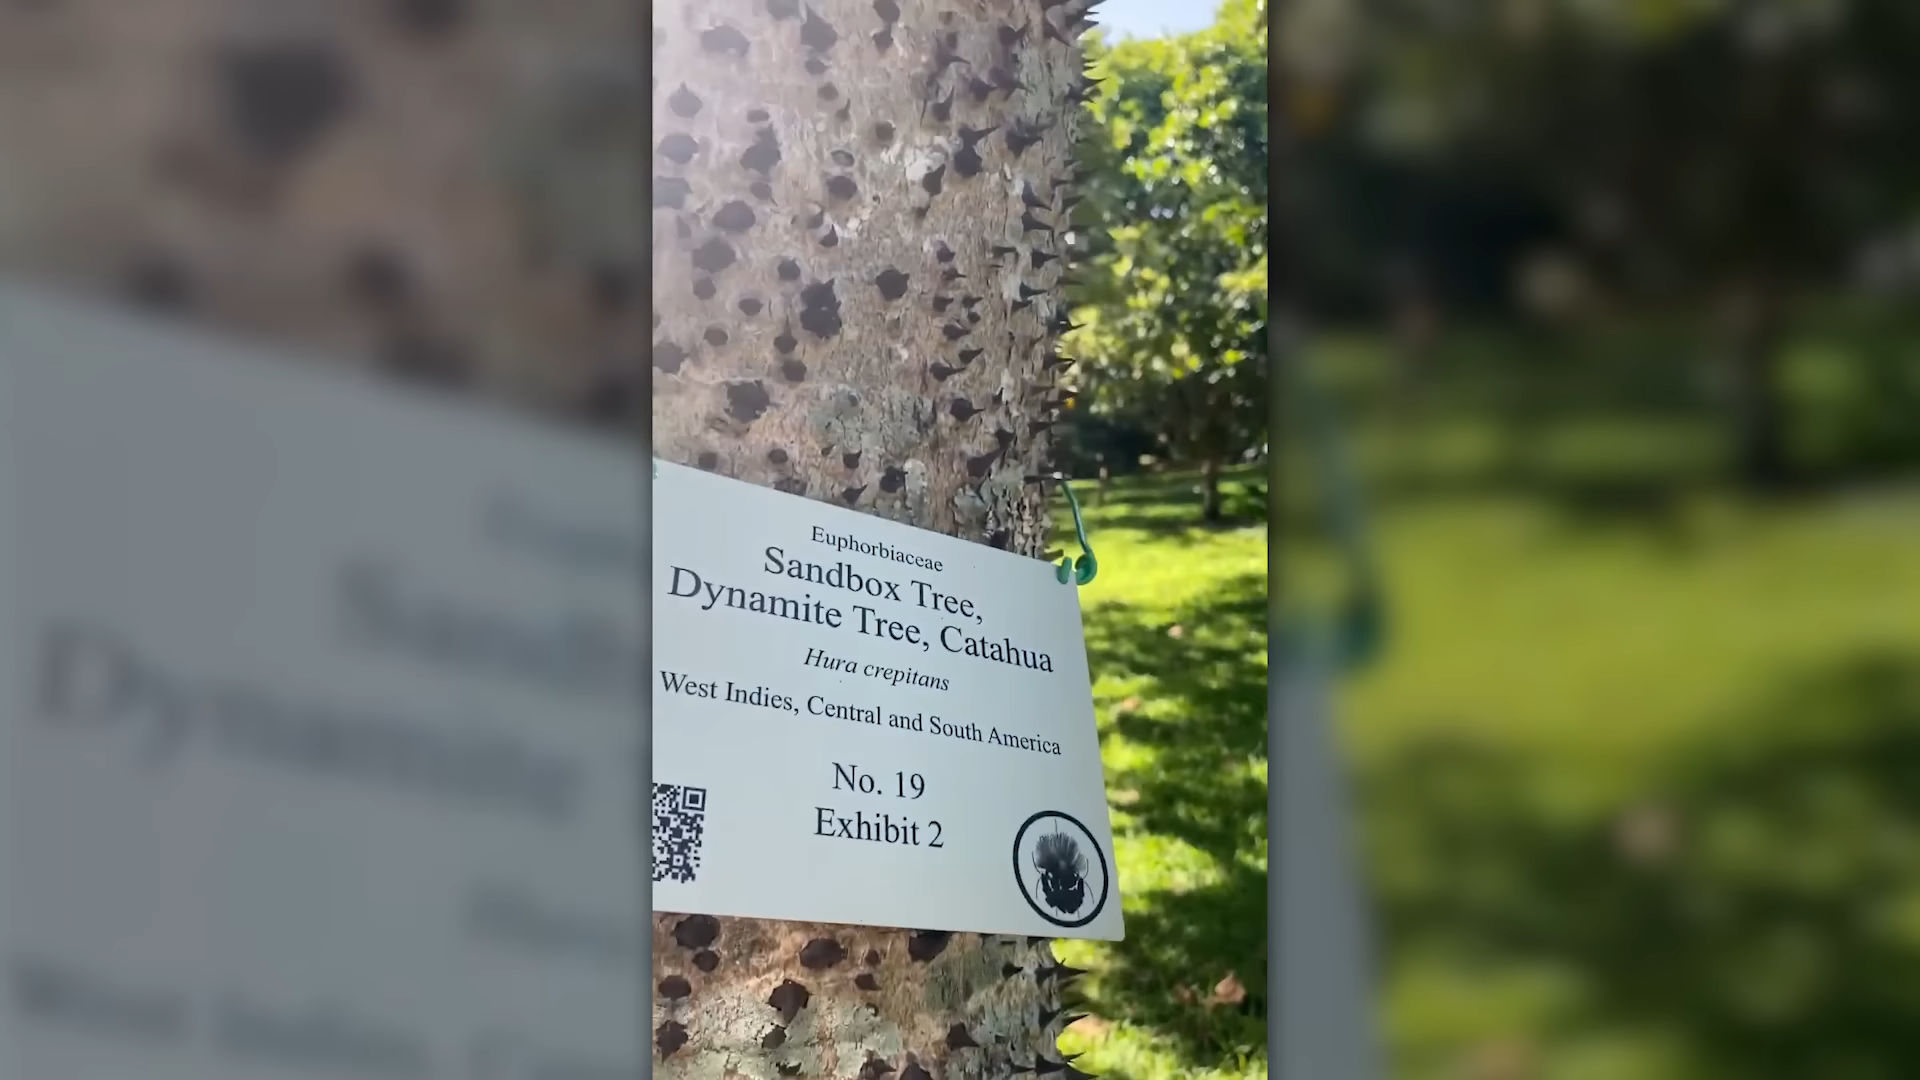 Euphorbiaceae
Sandbox Tree,
Dynamite Tree, Catahua
Hura crepitans
West Indies, Central and South America
No. 19
Exhibit 2